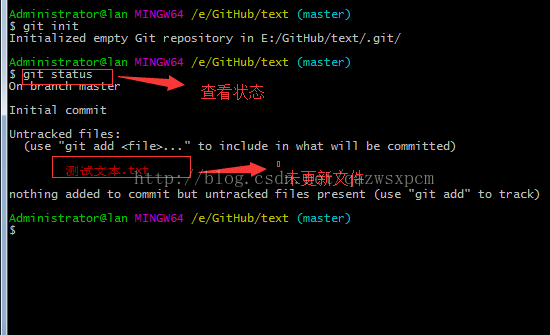 Administrator@lan MINGW64 /e/GitHub/text (master)
$ git init
Initialized empty Git repository in E:/GitHub/text/.git/
Administrator@lan MINGW64 /e/GitHub/text (master)
$ git status
查看状态
On branch master
Initial commit
Untracked files:
(use "git add <file>..." to include in what will be committed)
测试文本.txt
未更新文件
http://blog.csdn.net/qazwsxpcm
nothing added to commit but untracked files present (use "git add" to track)
Administrator@lan MINGW64 /e/GitHub/text (master)
$